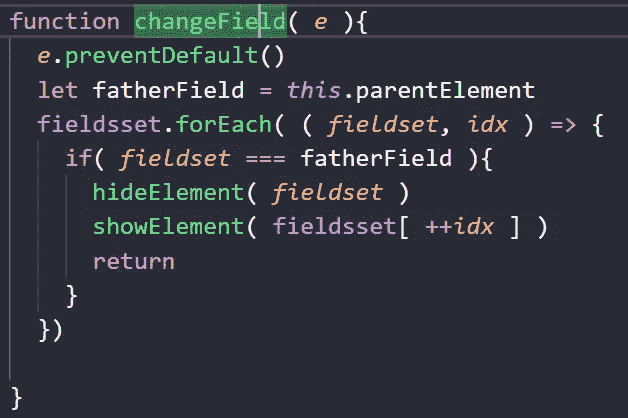 function changeField( e ){
e.preventDefault()
let fatherField = this.parentElement
fieldsset.forEach( ( fieldset, idx ) => {
if( fieldset === fatherField ){
hideElement( fieldset )
showElement( fieldsset[ ++idx ] )
return
}
})
}